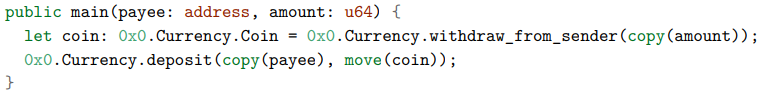 public main(payee: address, amount: u64) {
  let coin: 0x0.Currency.Coin = 0x0.Currency.withdraw_from_sender(copy(amount));
  0x0.Currency.deposit(copy(payee), move(coin));
}